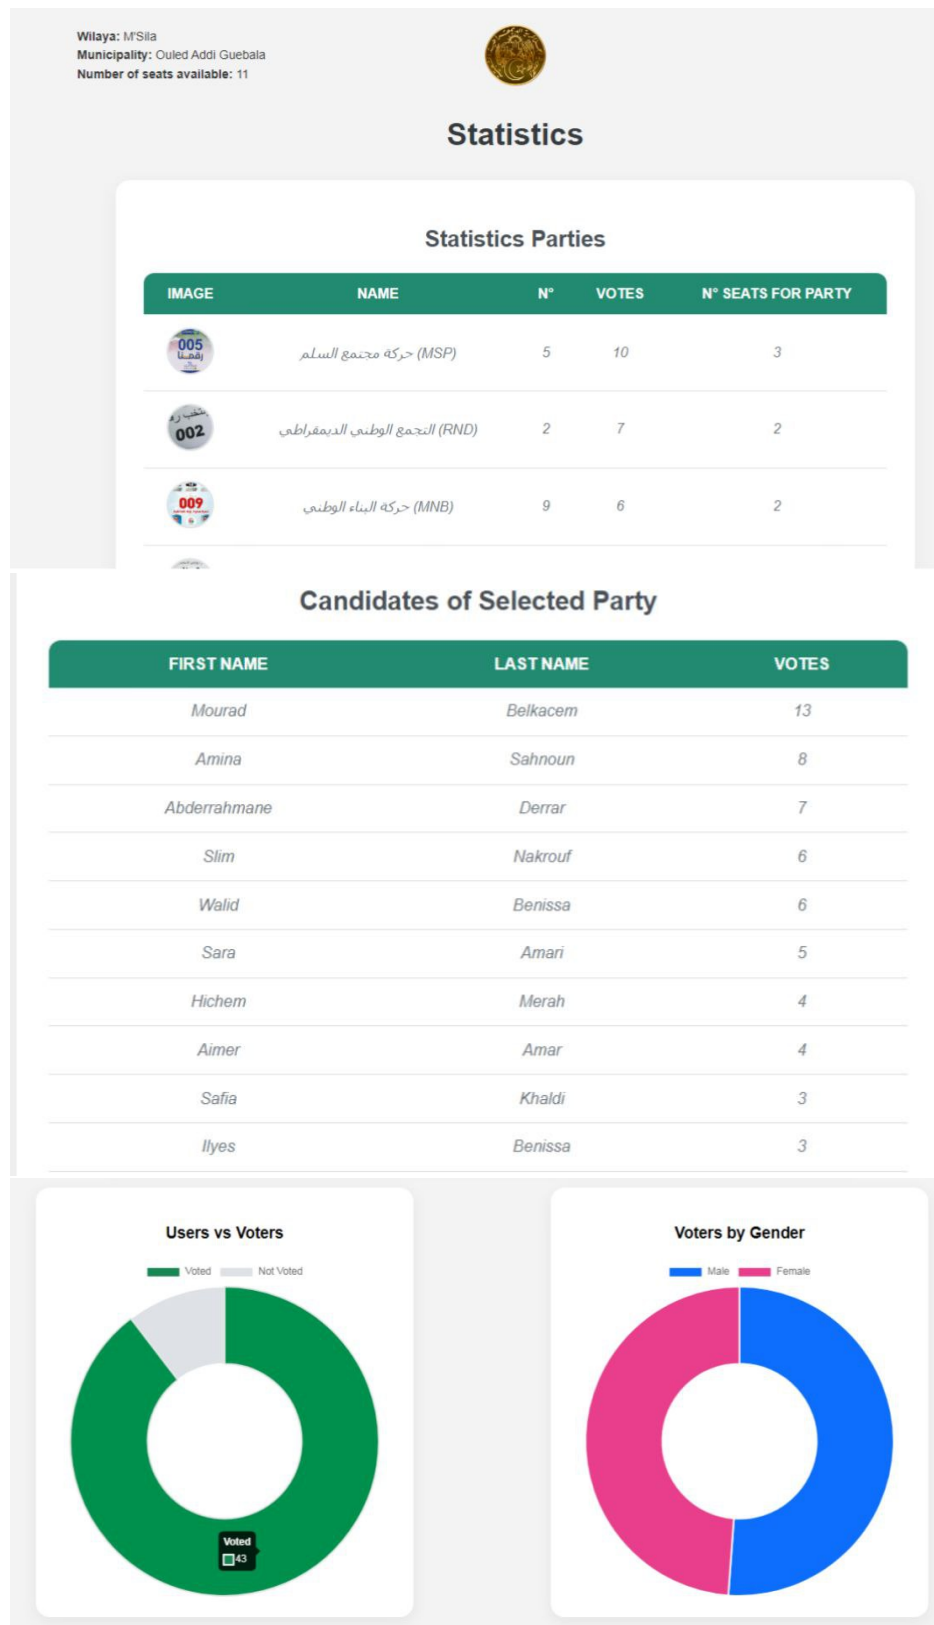 Wilaya: M'Sila
Municipality: Ouled Addi Guebala
Number of seats available: 11
Statistics
Statistics Parties
IMAGE NAME N° VOTES N° SEATS FOR PARTY
005
رقمنا
حركة مجتمع السلم (MSP) 5 10 3
002
التجمع الوطني الديمقراطي (RND) 2 7 2
009
حركة البناء الوطني (MNB) 9 6 2
Candidates of Selected Party
FIRST NAME LAST NAME VOTES
Mourad Belkacem 13
Amina Sahnoun 8
Abderrahmane Derrar 7
Slim Nakrouf 6
Walid Benissa 6
Sara Amari 5
Hichem Merah 4
Aimer Amar 4
Safia Khaldi 3
Ilyes Benissa 3
Users vs Voters
Voted Not Voted
Voted
43
Voters by Gender
Male Female